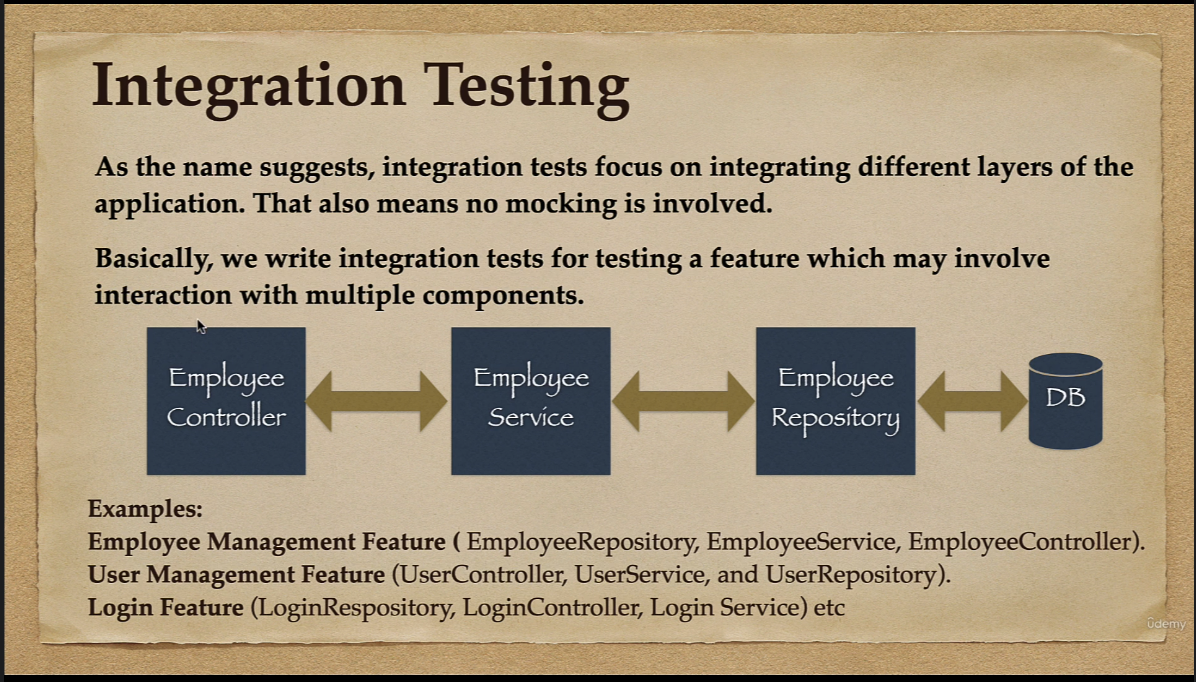 Integration Testing
As the name suggests, integration tests focus on integrating different layers of the
application. That also means no mocking is involved.
Basically, we write integration tests for testing a feature which may involve
interaction with multiple components.
Employee
Controller
Employee
Service
Employee
Repository
DB
Examples:
Employee Management Feature ( EmployeeRepository, EmployeeService, EmployeeController).
User Management Feature (UserController, UserService, and UserRepository).
Login Feature (LoginRespository, LoginController, Login Service) etc
ûdemy